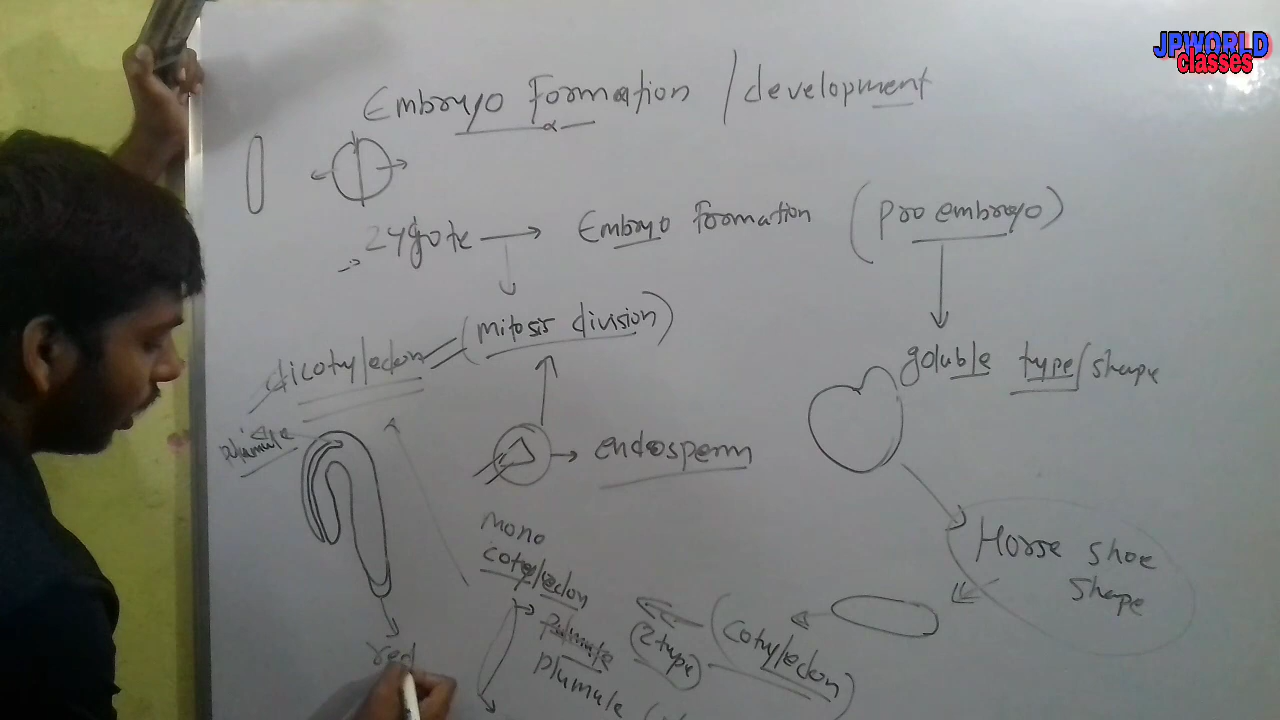 JPWORLD
classes
Embryo Formation / development
Zygote → Embryo Formation (pro embryo)
(mitosis division)
dicotyledon
goluble type/shape
plumule
endosperm
mono
cotyledon
Horse shoe
shape
(cotyledon)
(2 type)
plumule
red